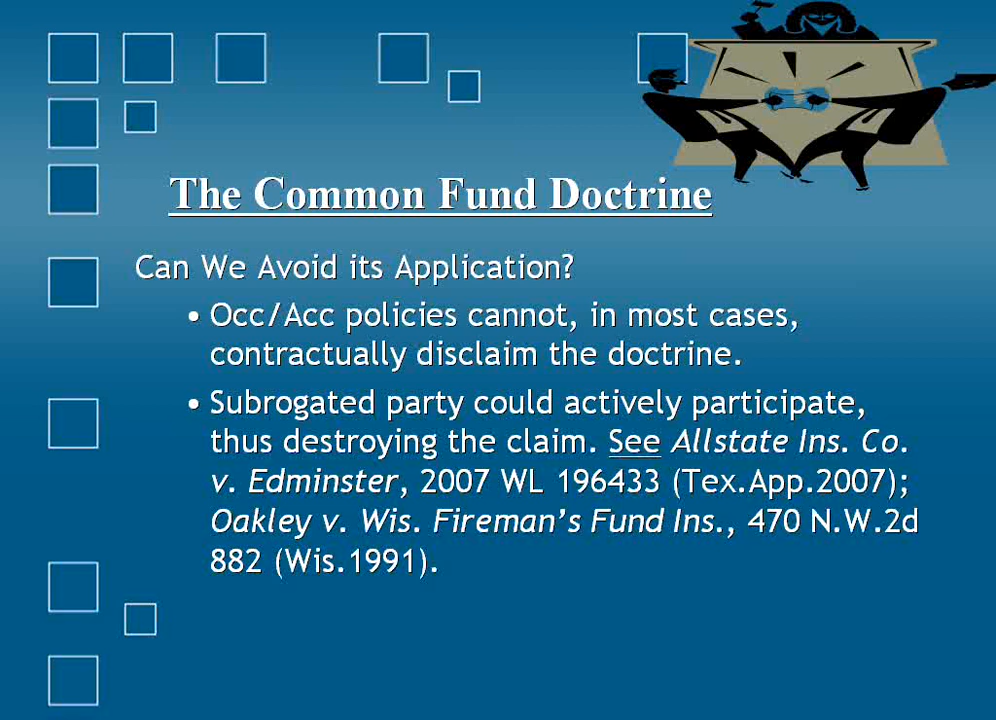 The Common Fund Doctrine
Can We Avoid its Application?
• Occ/Acc policies cannot, in most cases,
contractually disclaim the doctrine.
• Subrogated party could actively participate,
thus destroying the claim. See Allstate Ins. Co.
v. Edminster, 2007 WL 196433 (Tex.App.2007);
Oakley v. Wis. Fireman’s Fund Ins., 470 N.W.2d
882 (Wis.1991).